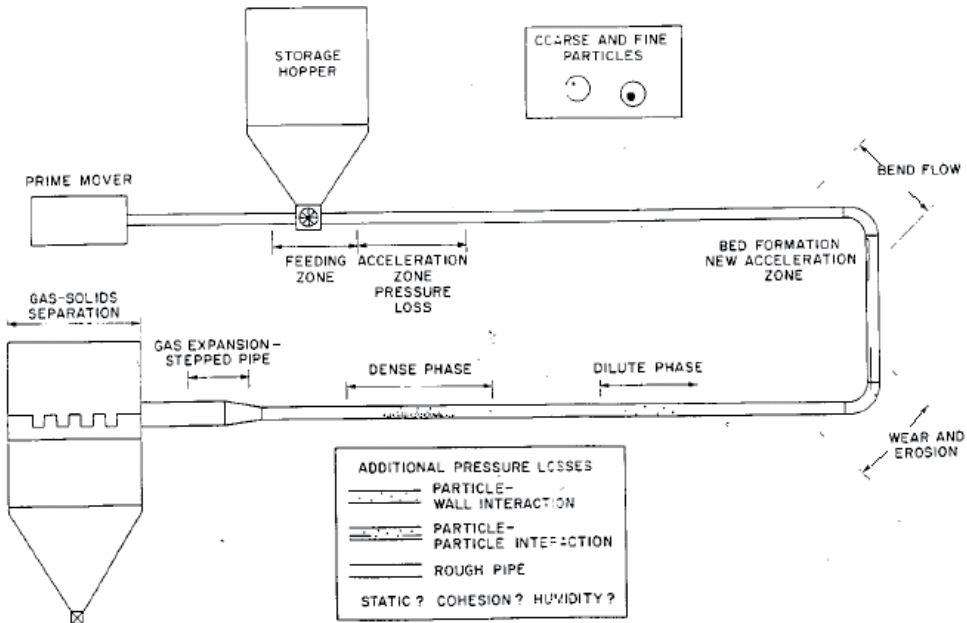 STORAGE
HOPPER
COARSE AND FINE
PARTICLES
PRIME MOVER
BEND FLOW
FEEDING
ZONE
ACCELERATION
ZONE
PRESSURE
LOSS
BED FORMATION
NEW ACCELERATION
ZONE
GAS-SOLIDS
SEPARATION
GAS EXPANSION-
STEPPED PIPE
DENSE PHASE
DILUTE PHASE
WEAR AND
EROSION
ADDITIONAL PRESSURE LOSSES
PARTICLE-
WALL INTERACTION
PARTICLE-
PARTICLE INTERACTION
ROUGH PIPE
STATIC ? COHESION ? HUMIDITY ?